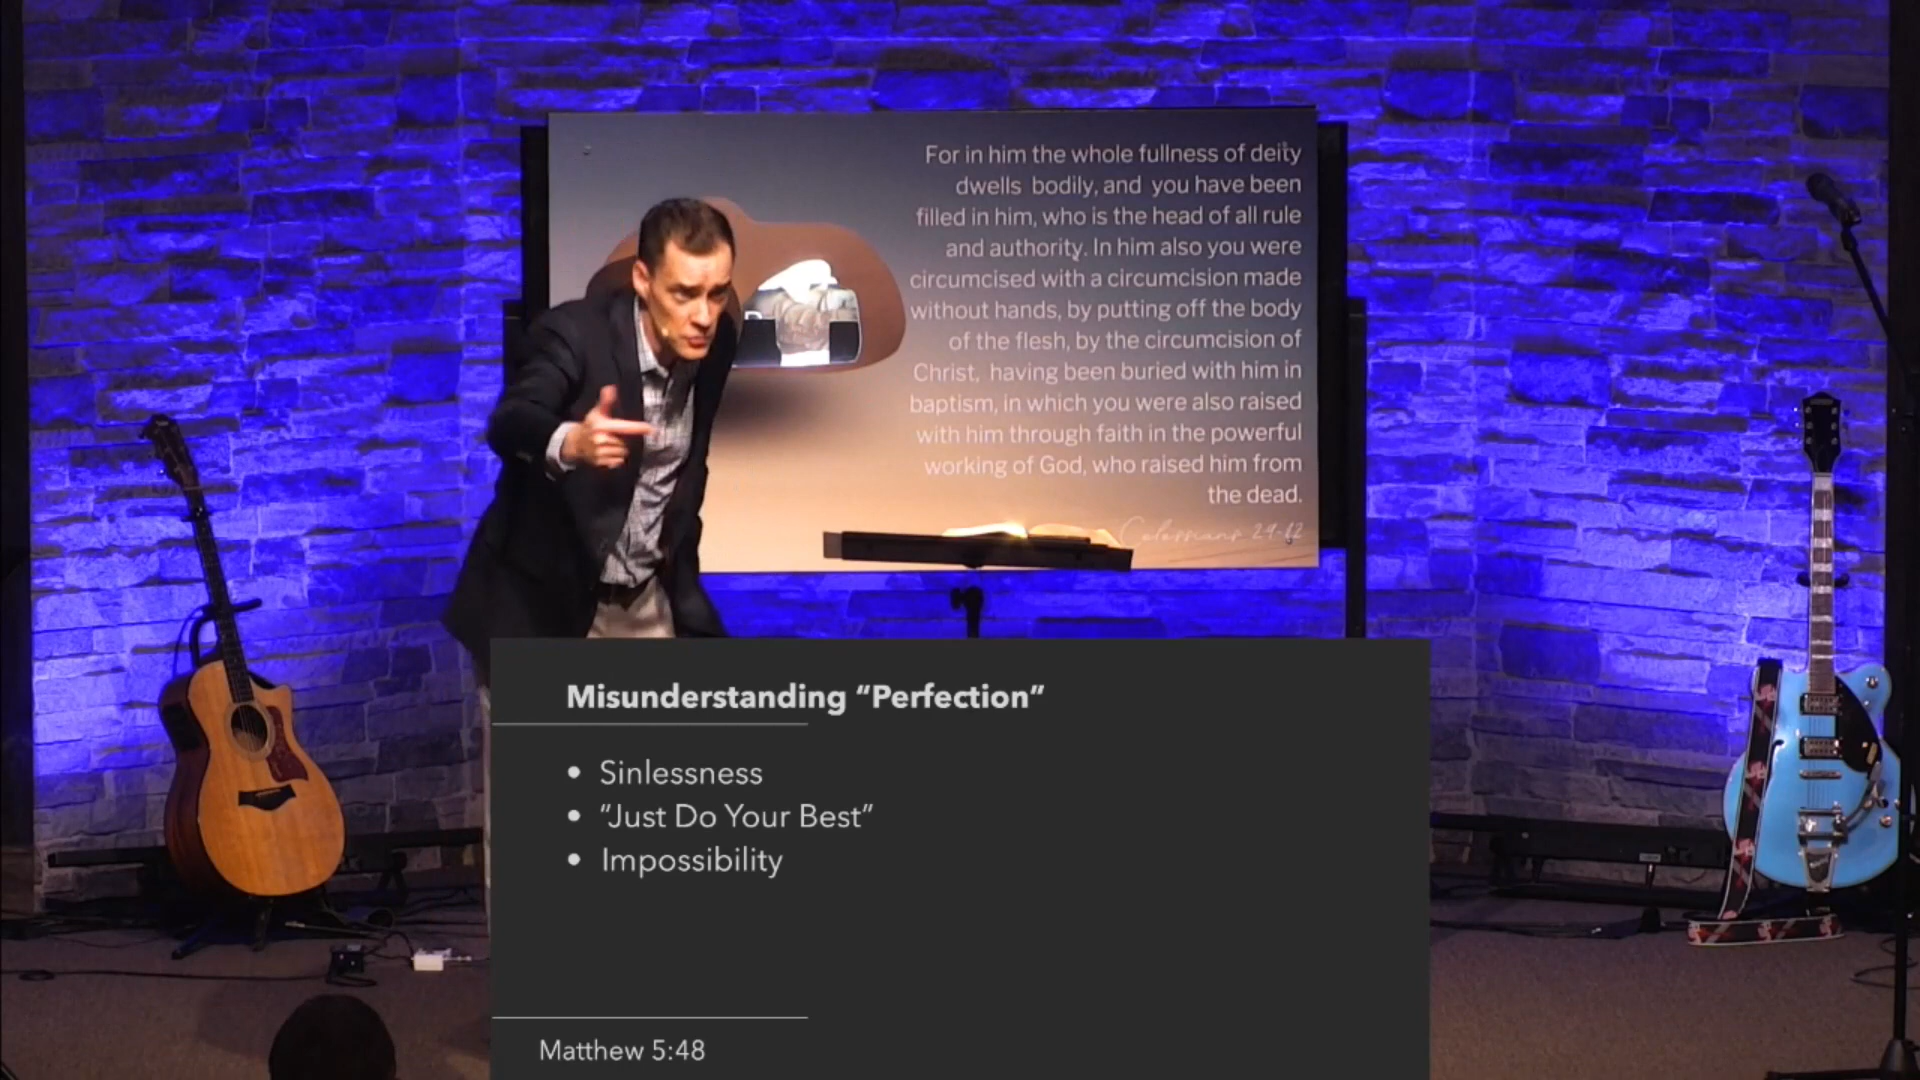 For in him the whole fullness of deity
dwells bodily, and you have been
filled in him, who is the head of all rule
and authority. In him also you were
circumcised with a circumcision made
without hands, by putting off the body
of the flesh, by the circumcision of
Christ, having been buried with him in
baptism, in which you were also raised
with him through faith in the powerful
working of God, who raised him from
the dead.
Colossians 2:9-12
Misunderstanding “Perfection”
• Sinlessness
• “Just Do Your Best”
• Impossibility
Matthew 5:48